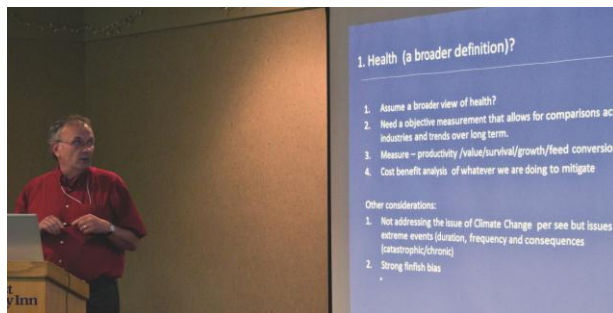 1. Health (a broader definition)?
1. Assume a broader view of health?
2. Need a objective measurement that allows for comparisons
industries and trends over long term.
3. Measure – productivity /value/survival/growth/feed
4. Cost benefit analysis of whatever we are doing to mitigate
Other considerations:
1. Not addressing the issue of Climate Change per see but issues
extreme events (duration, frequency and consequences
(catastrophic/chronic)
2. Strong finfish bias
Inn